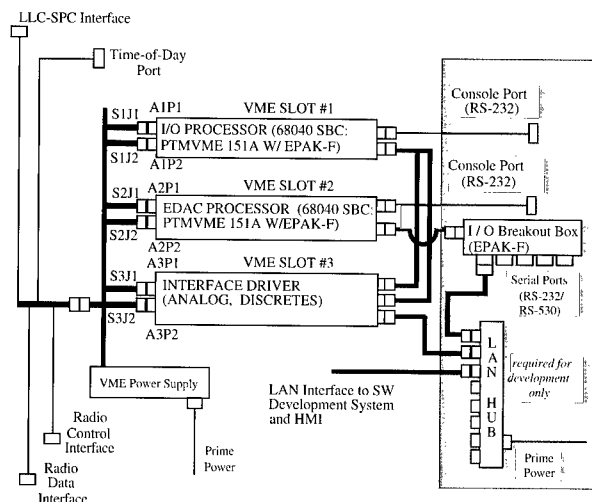 LLC-SPC Interface
Time-of-Day
Port
S1J1
A1P1
VME SLOT #1
I/O PROCESSOR (68040 SBC:
PTMVME 151A W/ EPAK-F)
S1J2
A1P2
Console Port
(RS-232)
S2J1
A2P1
VME SLOT #2
EDAC PROCESSOR (68040 SBC:
PTMVME 151A W/EPAK-F)
S2J2
A2P2
Console Port
(RS-232)
I / O Breakout Box
(EPAK-F)
Serial Ports
(RS-232/
RS-530)
S3J1
A3P1
VME SLOT #3
INTERFACE DRIVER
(ANALOG, DISCRETES)
S3J2
A3P2
VME Power Supply
LAN Interface to SW
Development System
and HMI
LAN HUB
required for
development
only
Radio
Control
Interface
Prime
Power
Prime
Power
Radio
Data
Interface